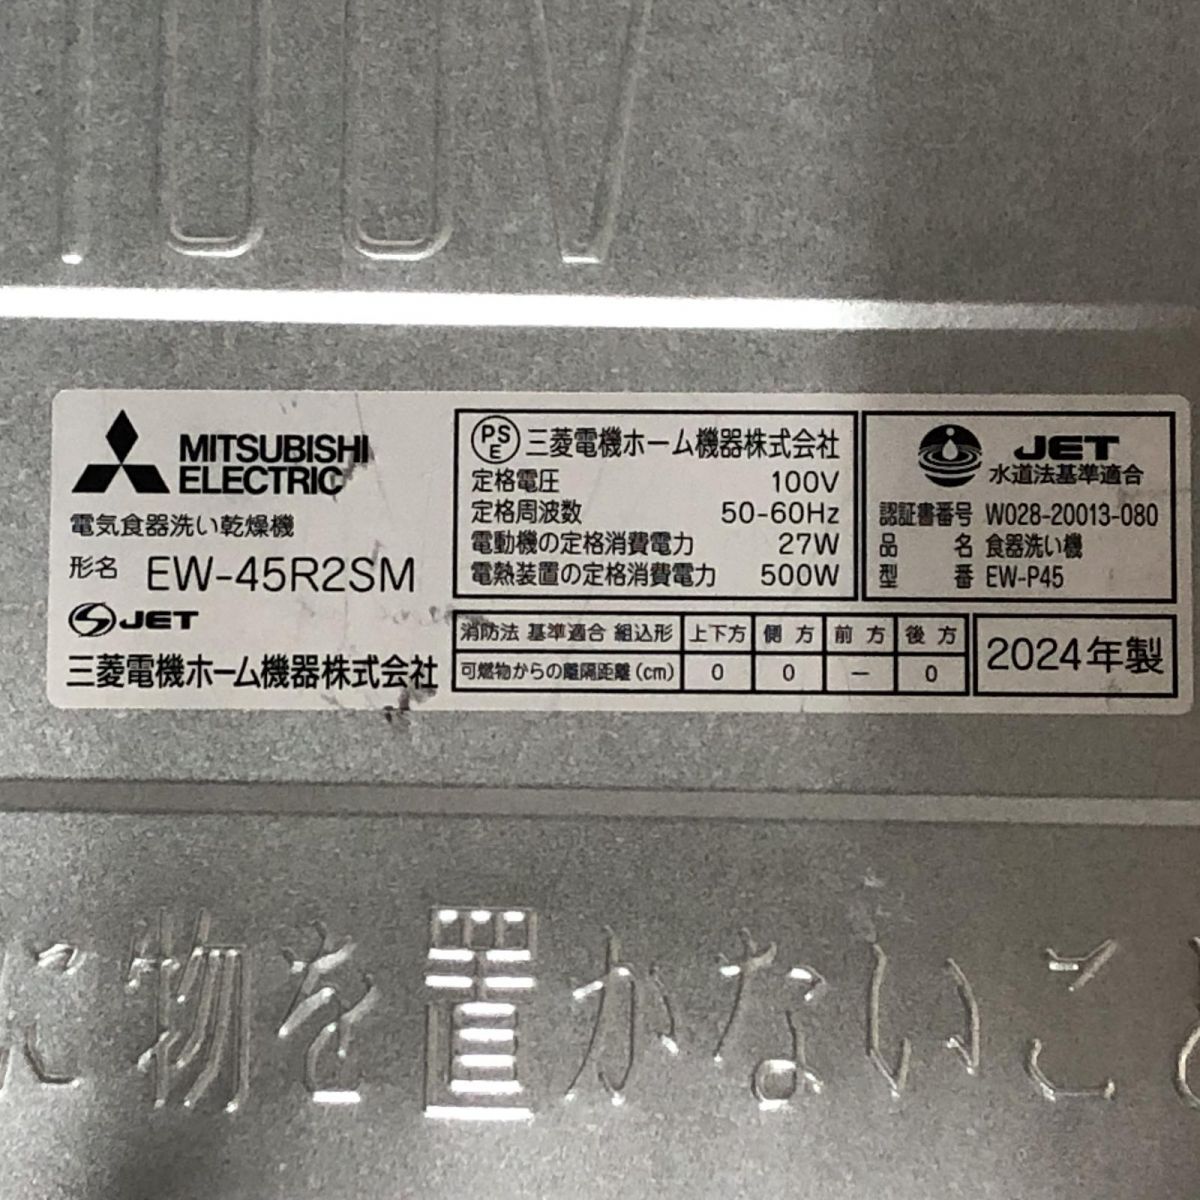 100V
MITSUBISHI
ELECTRIC
電気食器洗い乾燥機
形名 EW-45R2SM
S JET
三菱電機ホーム機器株式会社
PSE 三菱電機ホーム機器株式会社
定格電圧 100V
定格周波数 50-60Hz
電動機の定格消費電力 27W
電熱装置の定格消費電力 500W
JET
水道法基準適合
認証書番号 W028-20013-080
品名 食器洗い機
型番 EW-P45
消防法 基準適合 組込形 上下方 側方 前方 後方
可燃物からの離隔距離(cm) 0 0 — 0
2024年製
に物を置かないこと